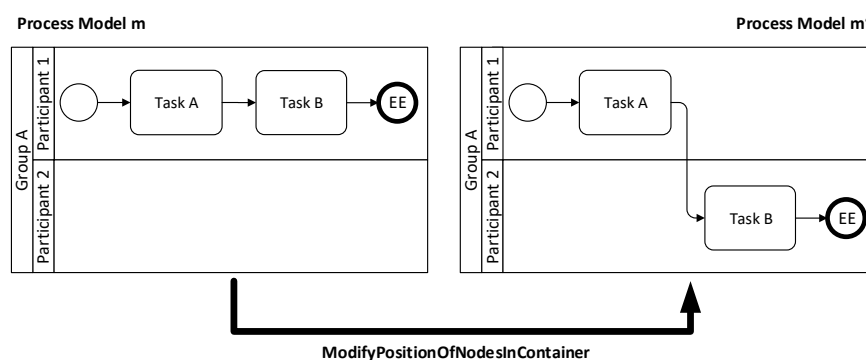 Process Model m
Process Model m'
Group A
Participant 1
Task A
Task B
EE
Participant 2
Group A
Participant 1
Task A
Participant 2
Task B
EE
ModifyPositionOfNodesInContainer